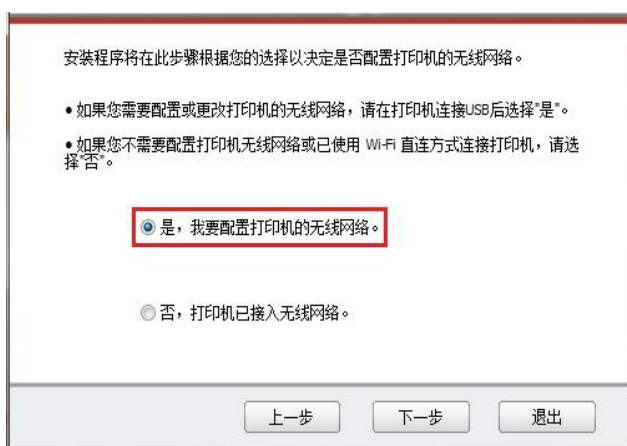 安装程序将在此步骤根据您的选择以决定是否配置打印机的无线网络。
•如果您需要配置或更改打印机的无线网络，请在打印机连接USB后选择"是"。
•如果您不需要配置打印机无线网络或已使用 Wi-Fi 直连方式连接打印机，请选
择"否"。
是，我要配置打印机的无线网络。
否，打印机已接入无线网络。
上一步 下一步 退出